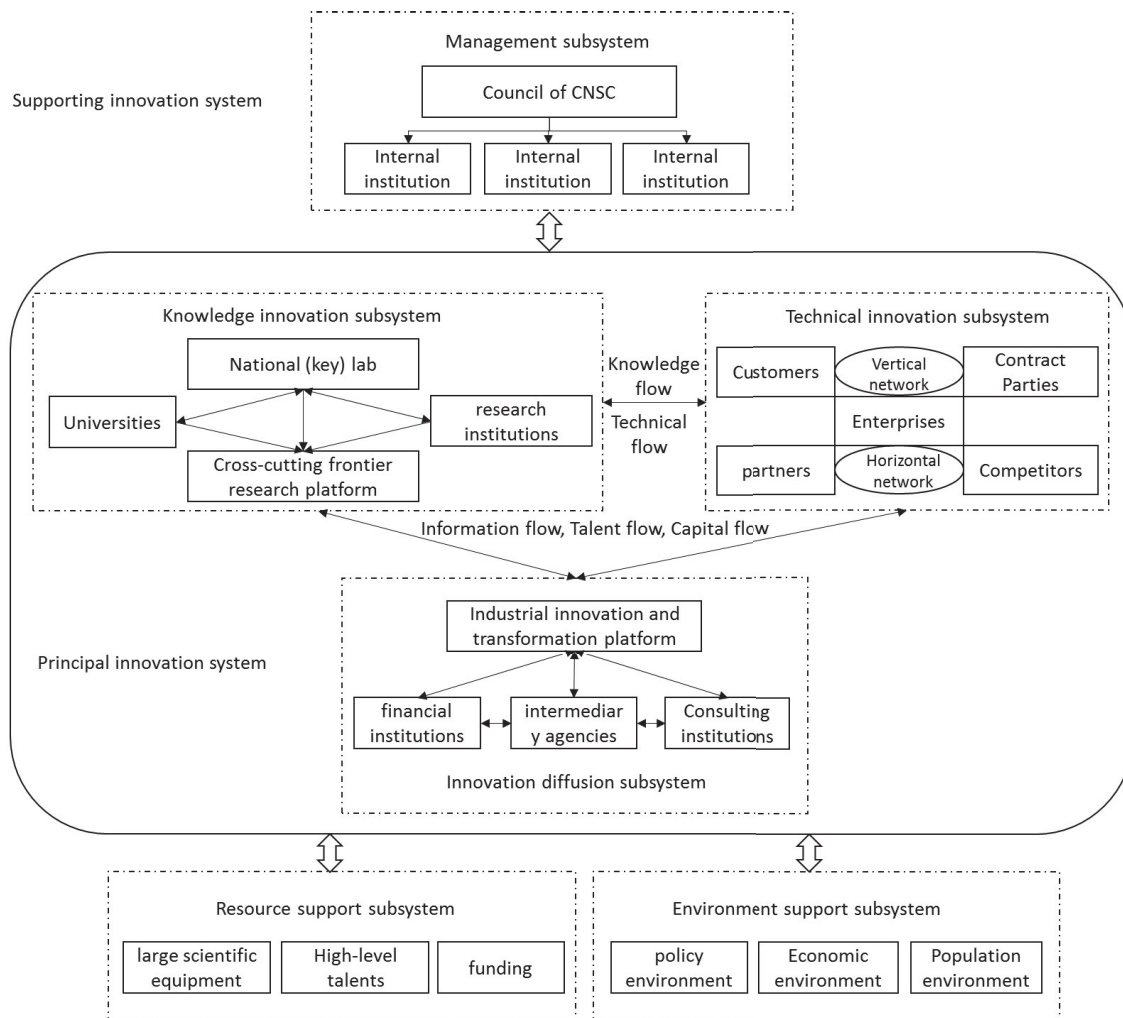 Management subsystem
Supporting innovation system
Council of CNSC
Internal
institution
Internal
institution
Internal
institution
Knowledge innovation subsystem
National (key) lab
Universities
research
institutions
Cross-cutting frontier
research platform
Knowledge
flow
Technical
flow
Technical innovation subsystem
Customers
Vertical
network
Contract
Parties
Enterprises
partners
Horizontal
network
Competitors
Information flow, Talent flow, Capital flow
Industrial innovation and
transformation platform
Principal innovation system
financial
institutions
intermediar
y agencies
Consulting
institutions
Innovation diffusion subsystem
Resource support subsystem
large scientific
equipment
High-level
talents
funding
Environment support subsystem
policy
environment
Economic
environment
Population
environment